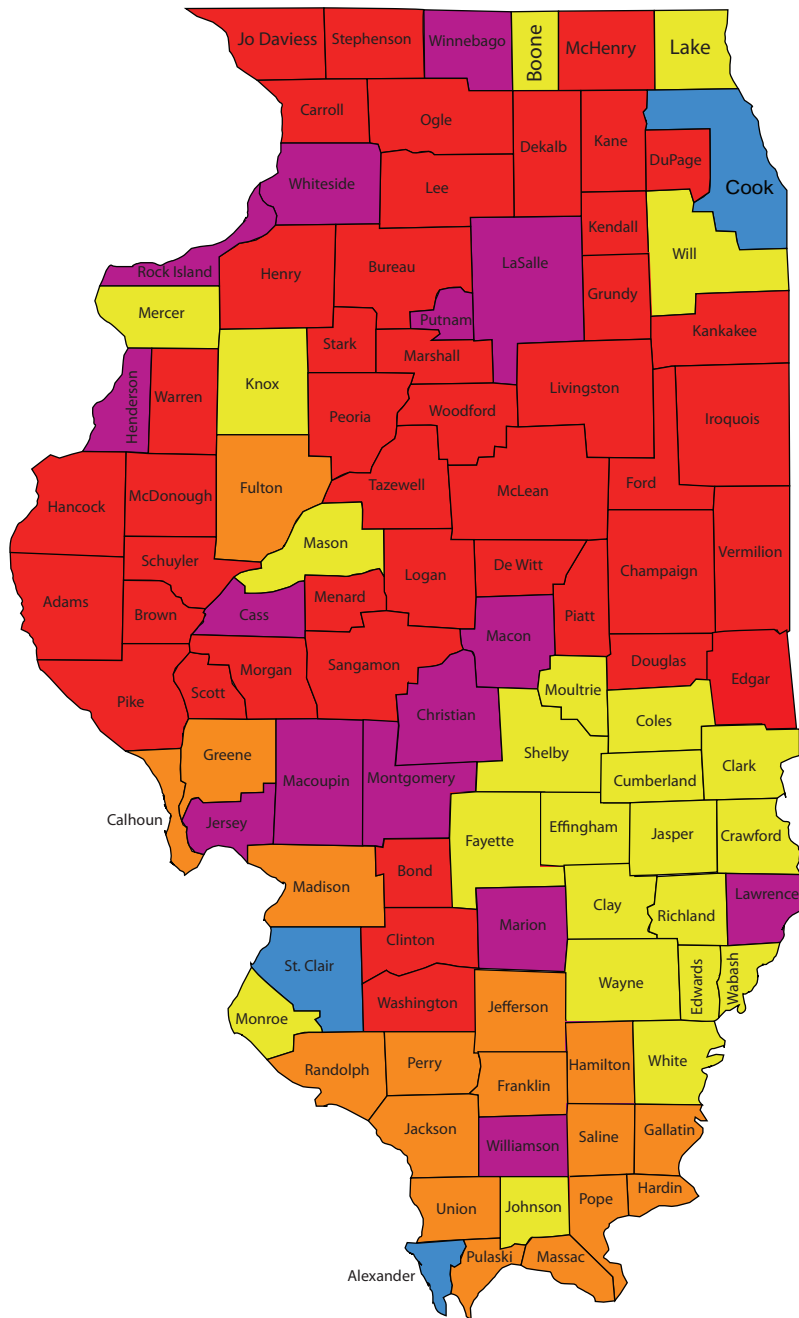 Jo Daviess
Stephenson
Winnebago
Boone
McHenry
Lake
Carroll
Ogle
Dekalb
Kane
DuPage
Cook
Whiteside
Lee
Kendall
Will
Rock Island
Henry
Bureau
LaSalle
Grundy
Mercer
Putnam
Kankakee
Stark
Marshall
Knox
Henderson
Warren
Peoria
Woodford
Livingston
Iroquois
Hancock
McDonough
Fulton
Tazewell
McLean
Ford
Mason
Schuyler
Adams
Brown
Cass
Menard
Logan
De Witt
Champaign
Vermilion
Piatt
Macon
Pike
Scott
Morgan
Sangamon
Douglas
Edgar
Moultrie
Christian
Coles
Greene
Shelby
Clark
Macoupin
Montgomery
Cumberland
Calhoun
Jersey
Fayette
Effingham
Jasper
Crawford
Madison
Bond
Lawrence
Clay
Richland
Marion
Clinton
St. Clair
Wayne
Edwards
Wabash
Washington
Jefferson
Monroe
Randolph
Perry
Hamilton
White
Franklin
Jackson
Williamson
Saline
Gallatin
Union
Johnson
Pope
Hardin
Alexander
Pulaski
Massac